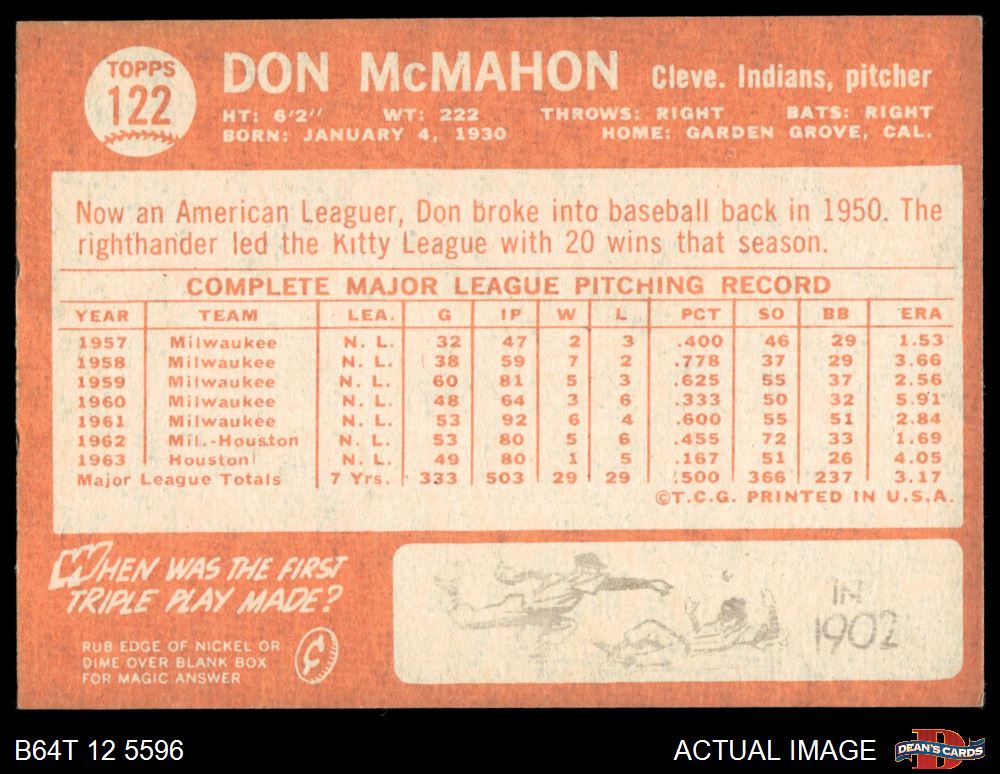 TOPPS
122
DON McMAHON Cleve. Indians, pitcher
HT: 6'2" WT: 222 THROWS: RIGHT BATS: RIGHT
BORN: JANUARY 4, 1930 HOME: GARDEN GROVE, CAL.
Now an American Leaguer, Don broke into baseball back in 1950. The
righthander led the Kitty League with 20 wins that season.
COMPLETE MAJOR LEAGUE PITCHING RECORD
YEAR TEAM LEA. G IP W L PCT SO BB ERA
1957 Milwaukee N. L. 32 47 2 3 .400 46 29 1.53
1958 Milwaukee N. L. 38 59 7 2 .778 37 29 3.66
1959 Milwaukee N. L. 60 81 5 3 .625 55 37 2.56
1960 Milwaukee N. L. 48 64 3 6 .333 50 32 5.91
1961 Milwaukee N. L. 53 92 6 4 .600 55 51 2.84
1962 Mil.-Houston N. L. 53 80 5 6 .455 72 33 1.69
1963 Houston N. L. 49 80 1 5 .167 51 26 4.05
Major League Totals 7 Yrs. 333 503 29 29 .500 366 237 3.17
©T.C.G. PRINTED IN U.S.A.
WHEN WAS THE FIRST
TRIPLE PLAY MADE?
RUB EDGE OF NICKEL OR
DIME OVER BLANK BOX
FOR MAGIC ANSWER
¢
IN
1902
B64T 12 5596 ACTUAL IMAGE DEAN'S CARDS